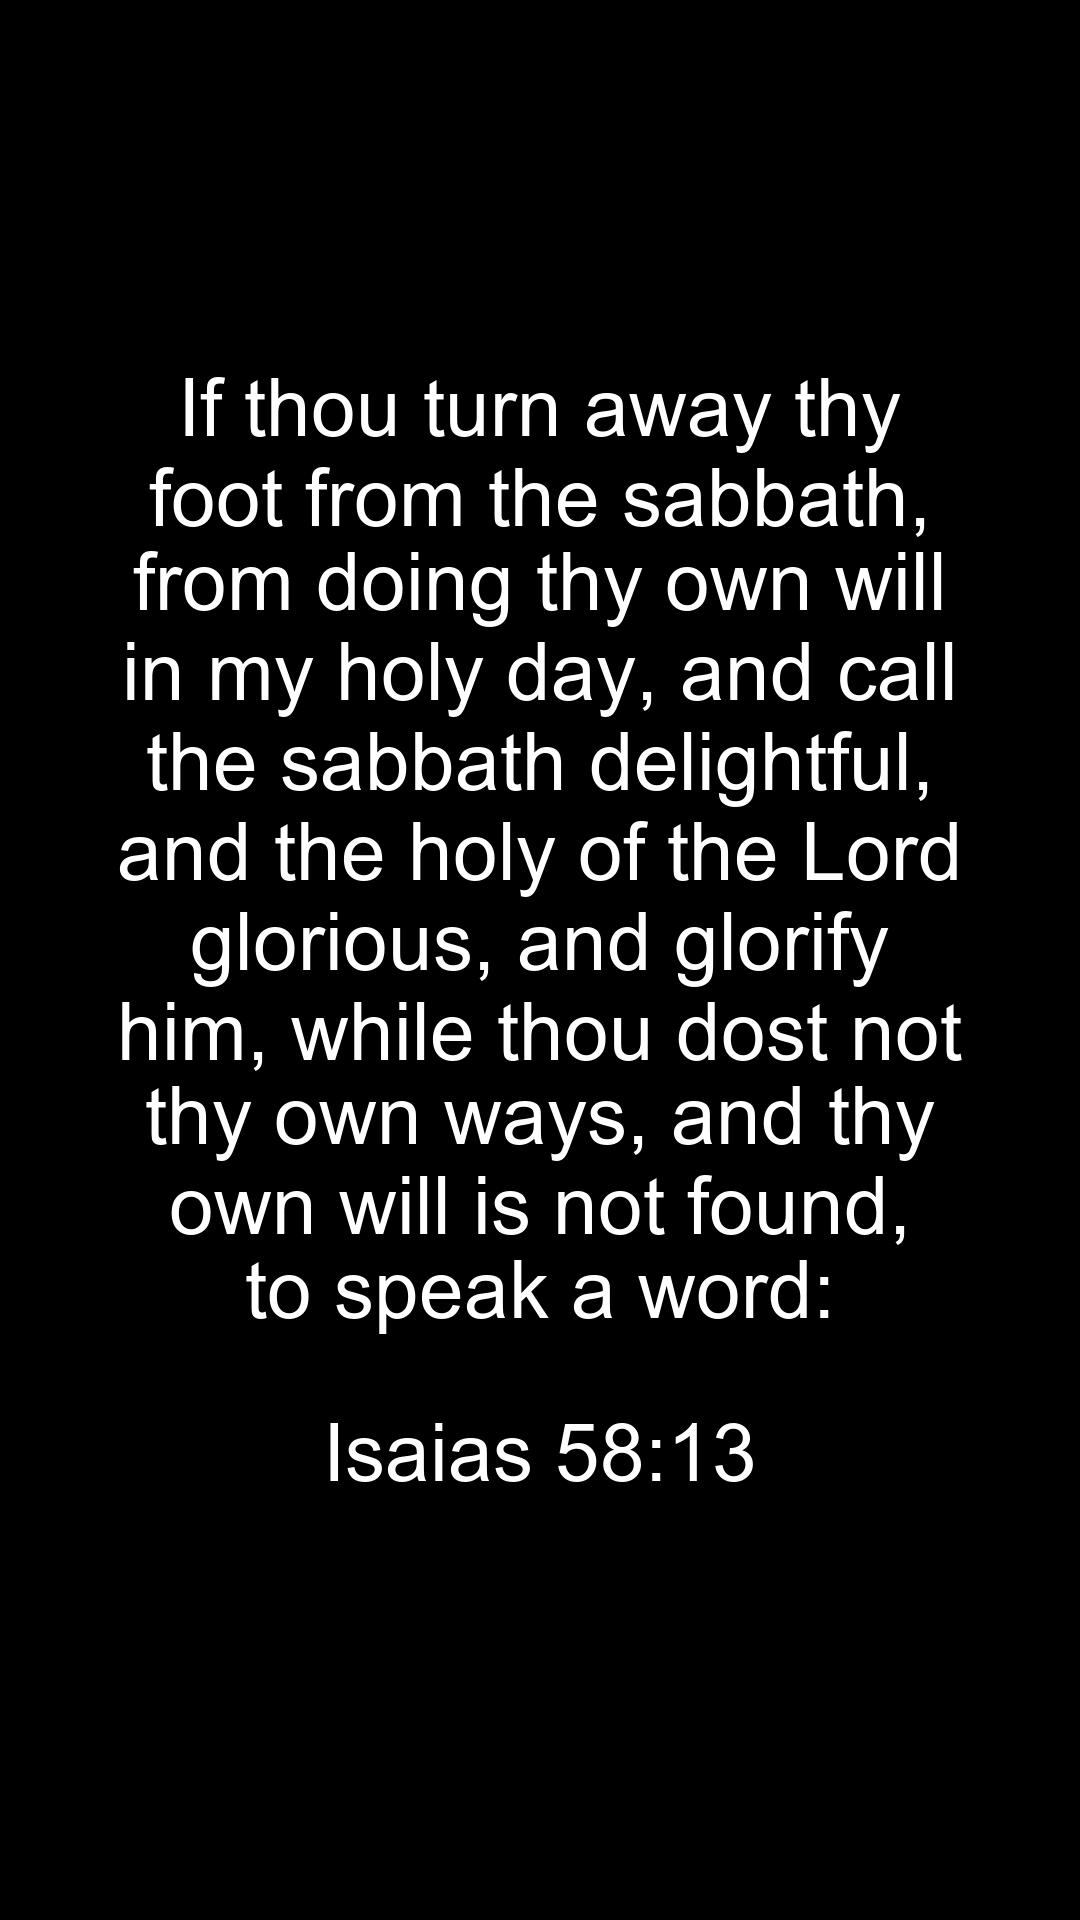 If thou turn away thy
foot from the sabbath,
from doing thy own will
in my holy day, and call
the sabbath delightful,
and the holy of the Lord
glorious, and glorify
him, while thou dost not
thy own ways, and thy
own will is not found,
to speak a word:
Isaias 58:13